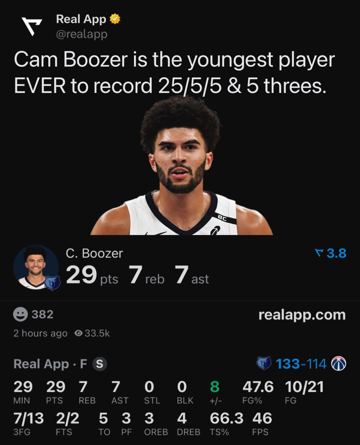 Real App
@realapp
Cam Boozer is the youngest player
EVER to record 25/5/5 & 5 threes.
C. Boozer
3.8
29 pts 7 reb 7 ast
382
realapp.com
2 hours ago 33.5k
Real App · F S
133-114
29 29 7 7 0 0 8 47.6 10/21
MIN PTS REB AST STL BLK +/- FG% FG
7/13 2/2 5 3 3 4 66.3 46
3FG FTS TO PF OREB DREB TS% FPS